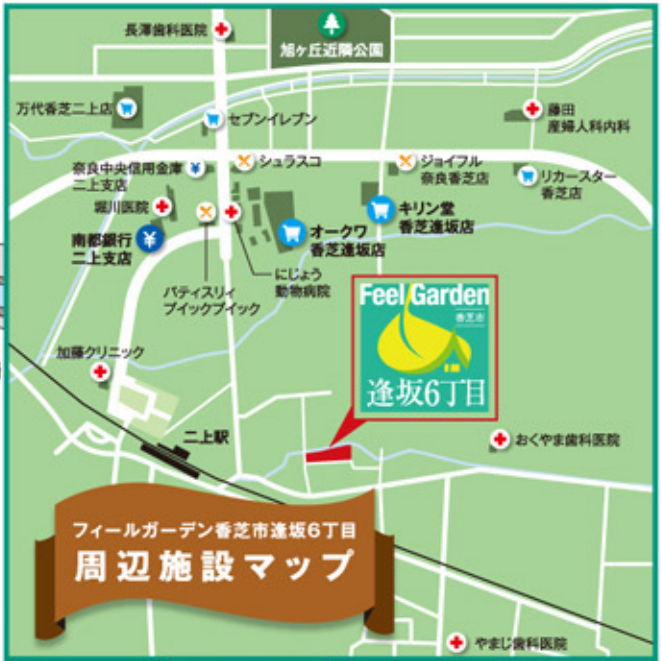 長澤歯科医院
旭ヶ丘近隣公園
万代香芝二上店
セブンイレブン
藤田
産婦人科内科
奈良中央信用金庫
二上支店
¥
シュラスコ
ジョイフル
奈良香芝店
リカースター
香芝店
堀川医院
南都銀行
二上支店
¥
オークワ
香芝逢坂店
キリン堂
香芝逢坂店
パティスリィ
ブイックブイック
にじょう
動物病院
Feel Garden
香芝市
逢坂6丁目
加藤クリニック
二上駅
おくやま歯科医院
フィールガーデン香芝市逢坂6丁目
周辺施設マップ
やまじ歯科医院